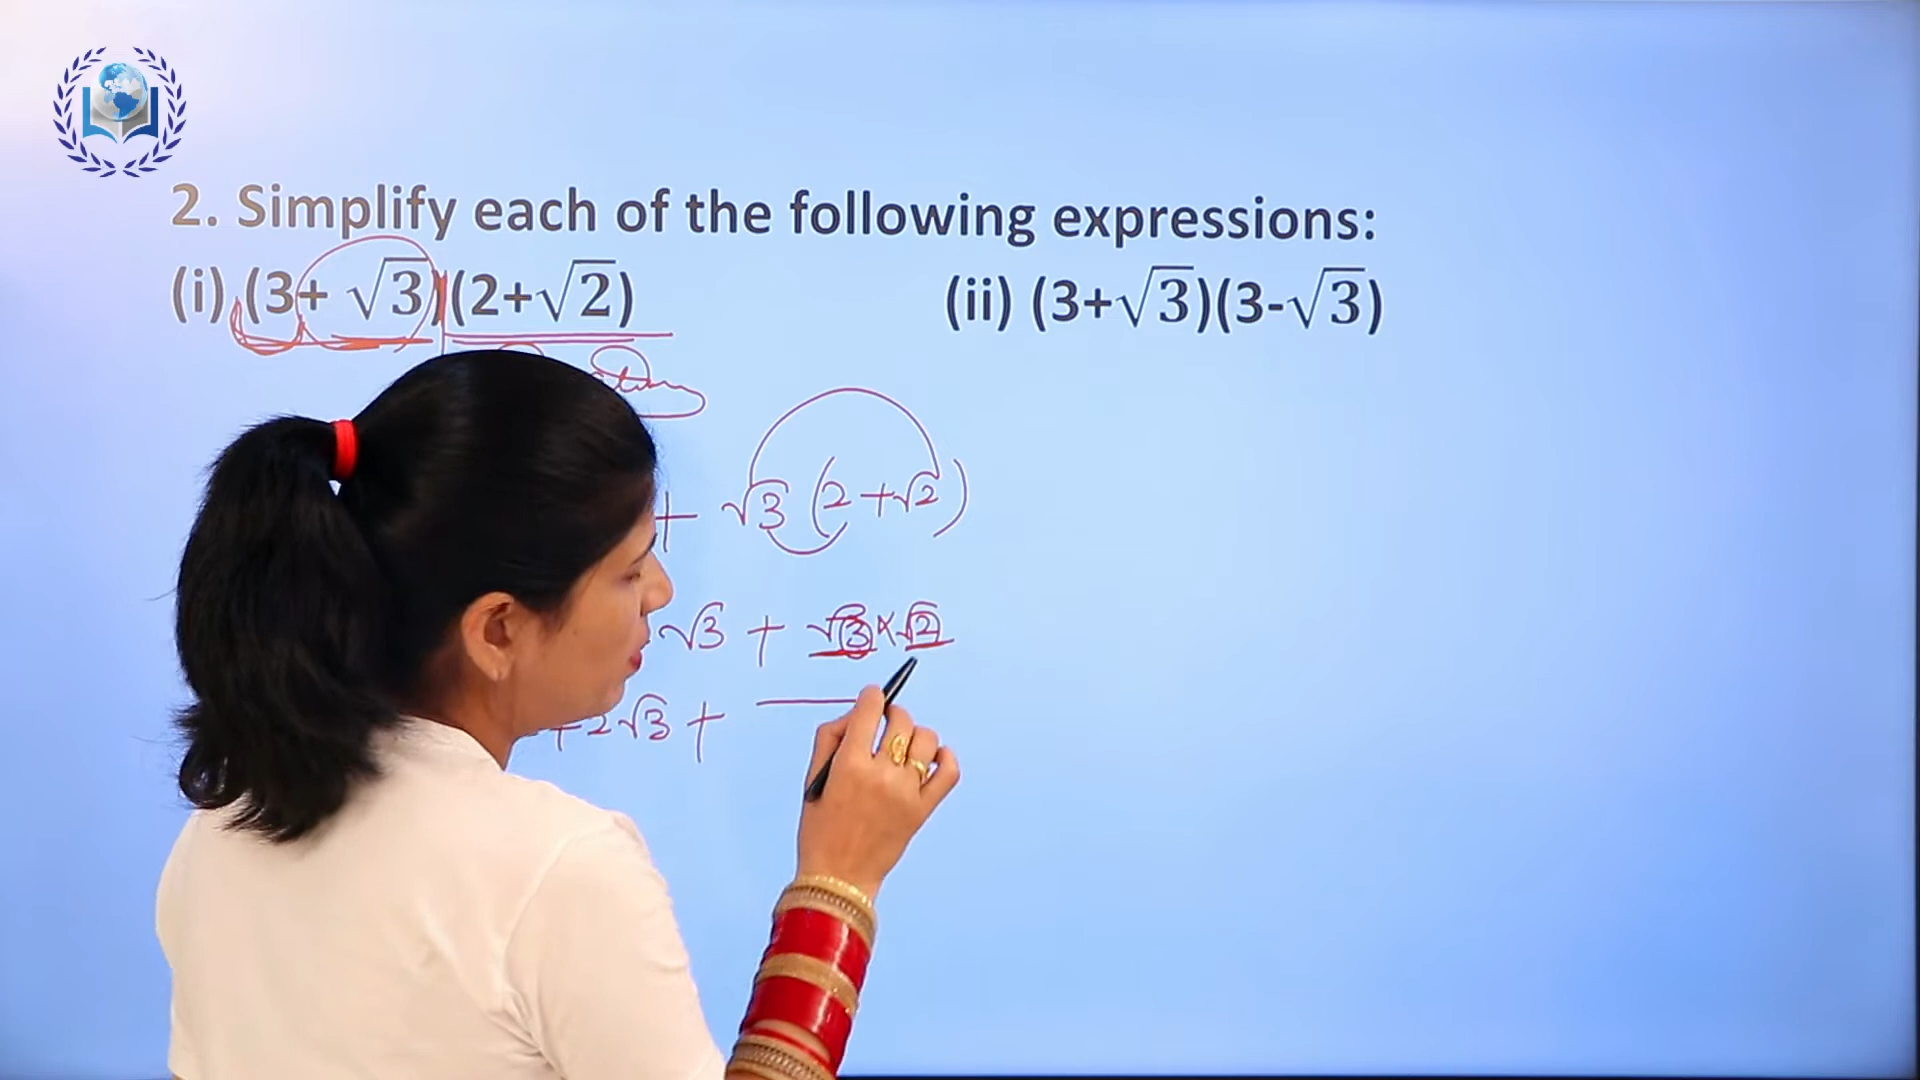 2. Simplify each of the following expressions:
(i) (3+ √3)(2+√2)
(ii) (3+√3)(3-√3)
+ √3 (2+√2)
√3 + √3×√2
+2√3 +